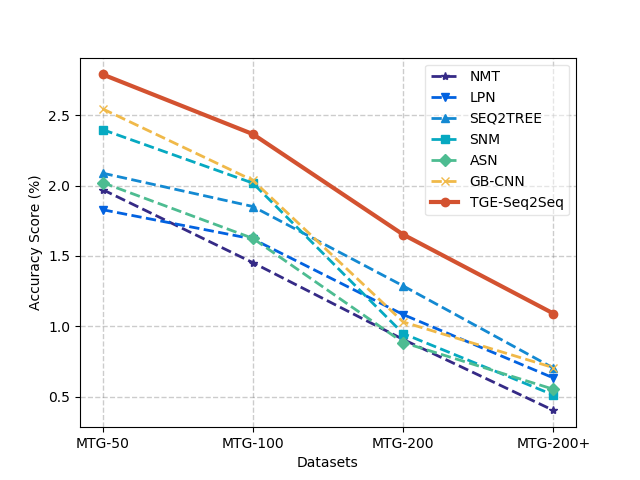 NMT
LPN
SEQ2TREE
SNM
ASN
GB-CNN
TGE-Seq2Seq
Accuracy Score (%)
2.5
2.0
1.5
1.0
0.5
MTG-50 MTG-100 MTG-200 MTG-200+
Datasets